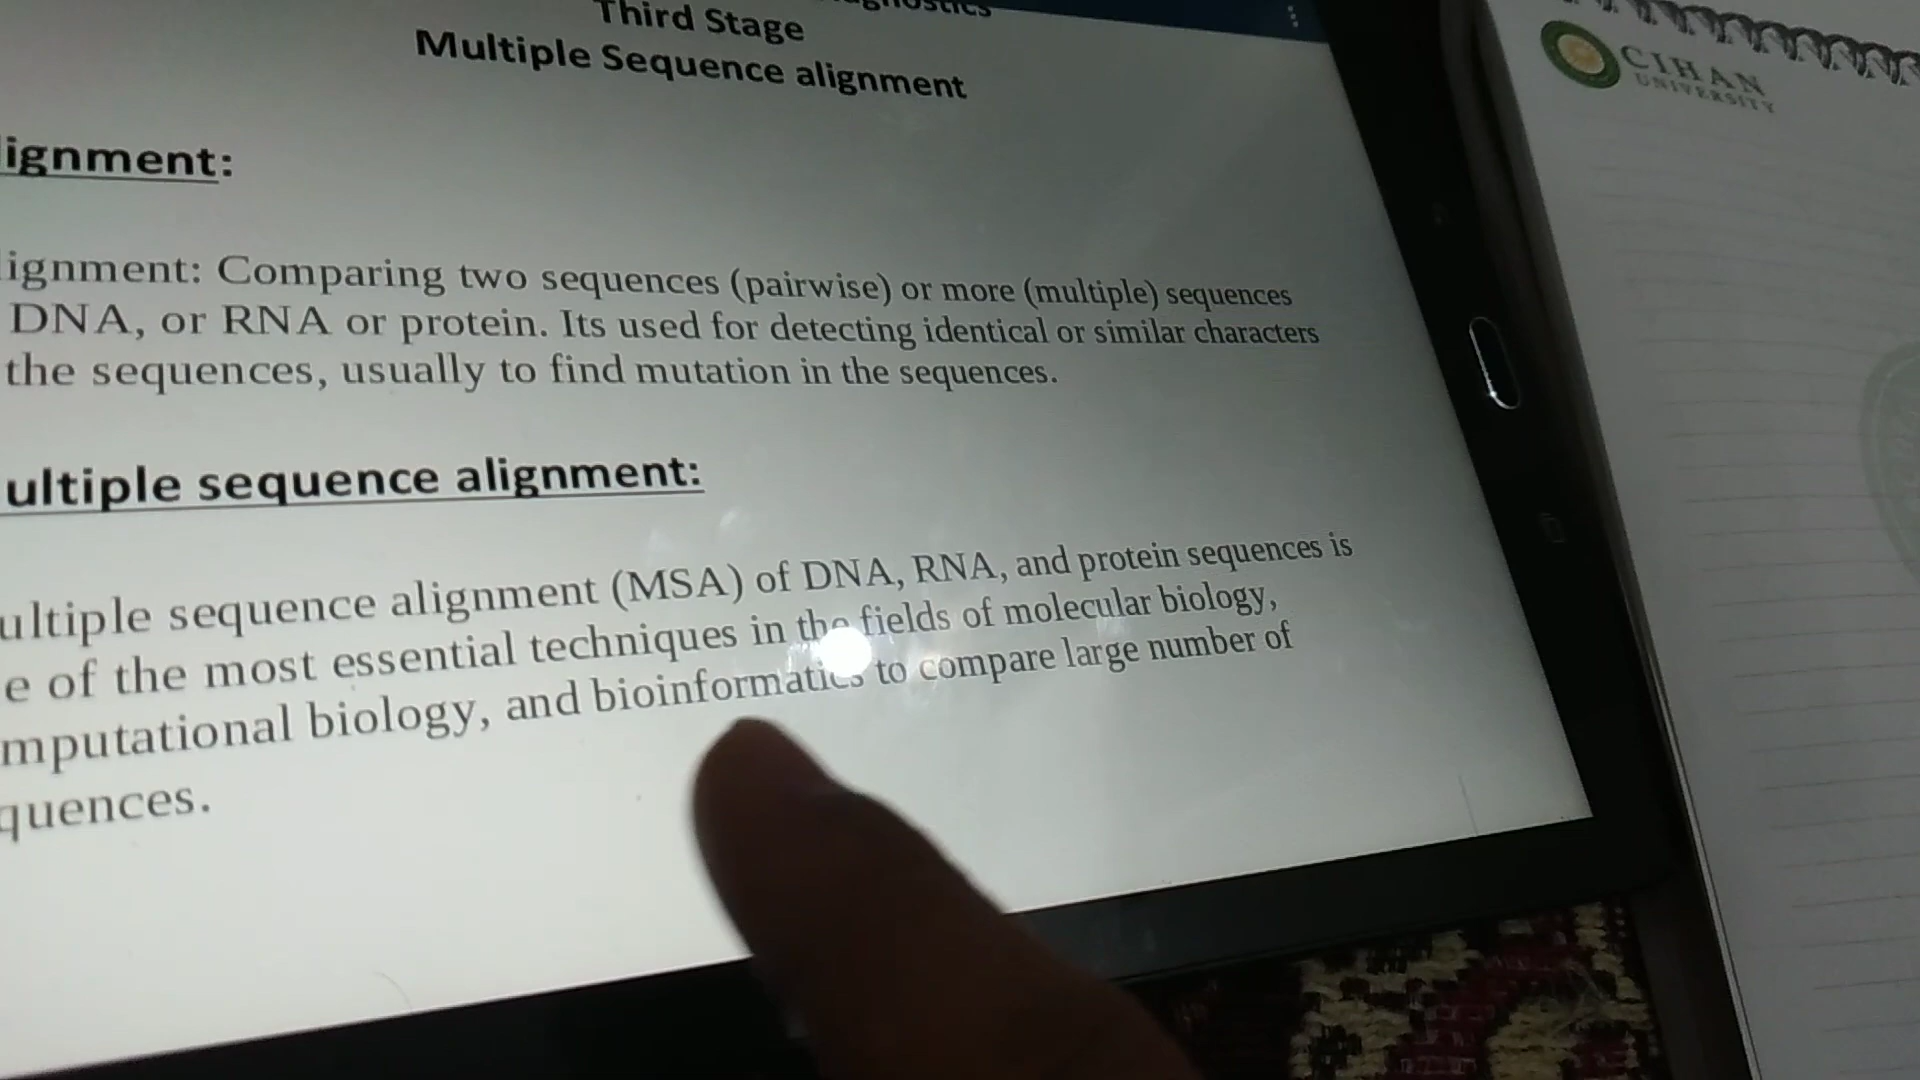 Third Stage
Multiple Sequence alignment
CIHAN
UNIVERSITY
ignment:
ignment: Comparing two sequences (pairwise) or more (multiple) sequences
DNA, or RNA or protein. Its used for detecting identical or similar characters
the sequences, usually to find mutation in the sequences.
ultiple sequence alignment:
ultiple sequence alignment (MSA) of DNA, RNA, and protein sequences is
e of the most essential techniques in the fields of molecular biology,
mputational biology, and bioinformatics to compare large number of
quences.